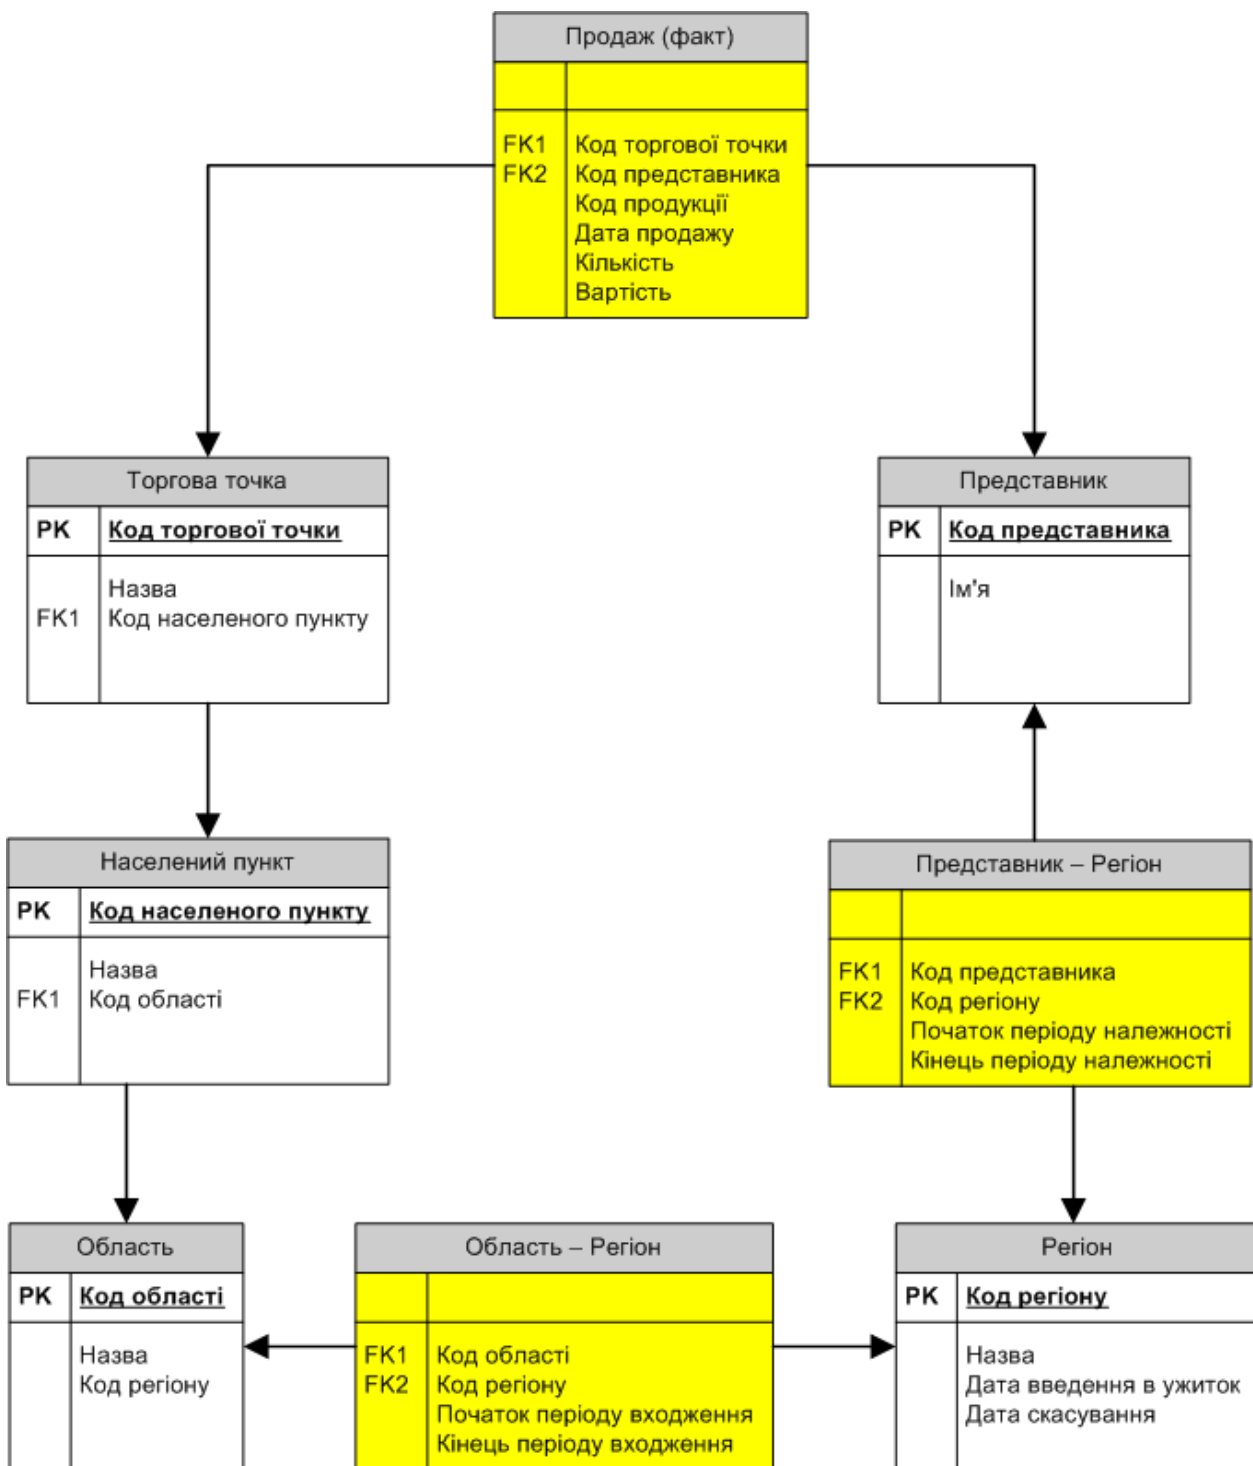 Продаж (факт)
FK1 Код торгової точки
FK2 Код представника
Код продукції
Дата продажу
Кількість
Вартість
Торгова точка
PK Код торгової точки
Назва
FK1 Код населеного пункту
Представник
PK Код представника
Ім'я
Населений пункт
PK Код населеного пункту
Назва
FK1 Код області
Представник – Регіон
FK1 Код представника
FK2 Код регіону
Початок періоду належності
Кінець періоду належності
Область
PK Код області
Назва
Код регіону
Область – Регіон
FK1 Код області
FK2 Код регіону
Початок періоду входження
Кінець періоду входження
Регіон
PK Код регіону
Назва
Дата введення в ужиток
Дата скасування